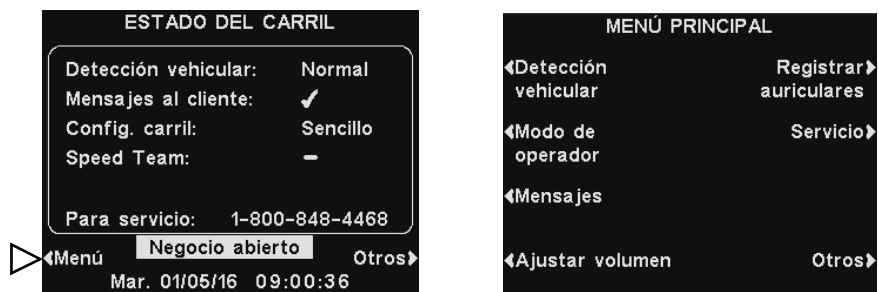 ESTADO DEL CARRIL
Detección vehicular: Normal
Mensajes al cliente: ✓
Config. carril: Sencillo
Speed Team: –
Para servicio: 1-800-848-4468
◀Menú Negocio abierto Otros▶
Mar. 01/05/16 09:00:36
MENÚ PRINCIPAL
◀Detección vehicular
Registrar▶ auriculares
◀Modo de operador
Servicio▶
◀Mensajes
◀Ajustar volumen Otros▶